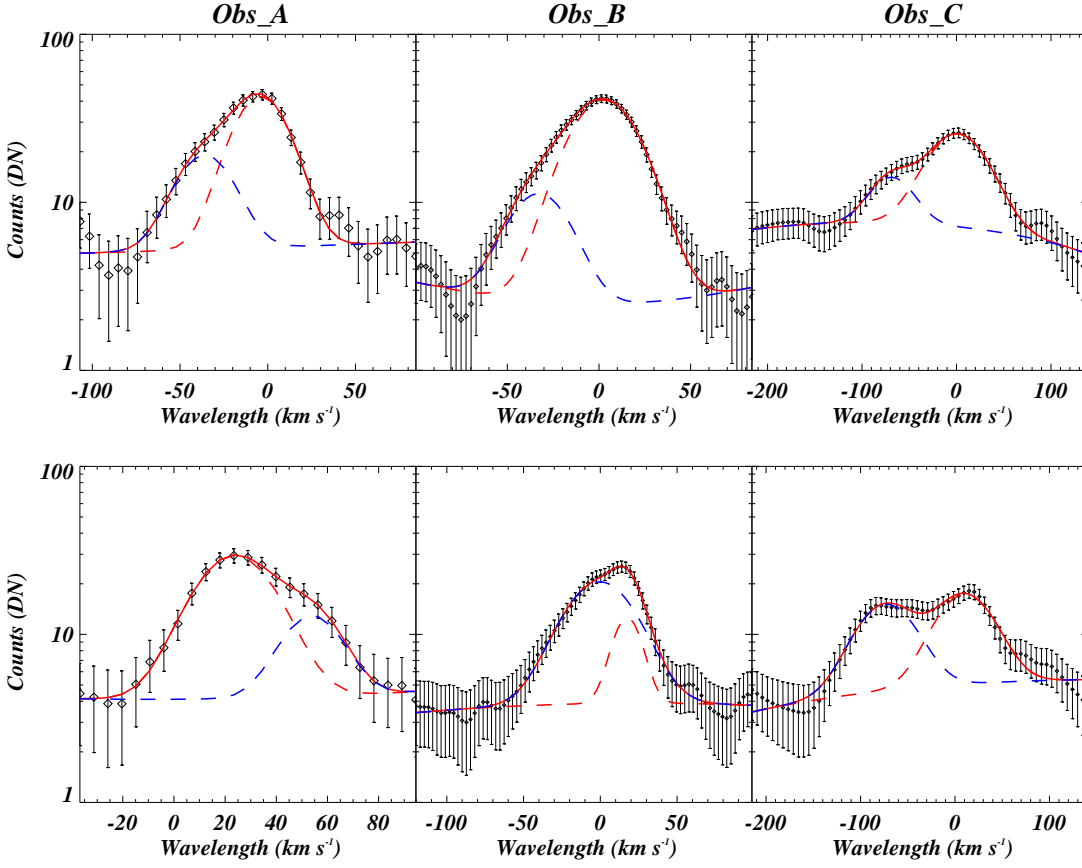 Obs_A Obs_B Obs_C
100
10
1
Counts (DN)
-100 -50 0 50
-50 0 50
-200 -100 0 100
Wavelength (km s⁻¹) Wavelength (km s⁻¹) Wavelength (km s⁻¹)
100
10
1
Counts (DN)
-20 0 20 40 60 80
-100 -50 0 50
-200 -100 0 100
Wavelength (km s⁻¹) Wavelength (km s⁻¹) Wavelength (km s⁻¹)